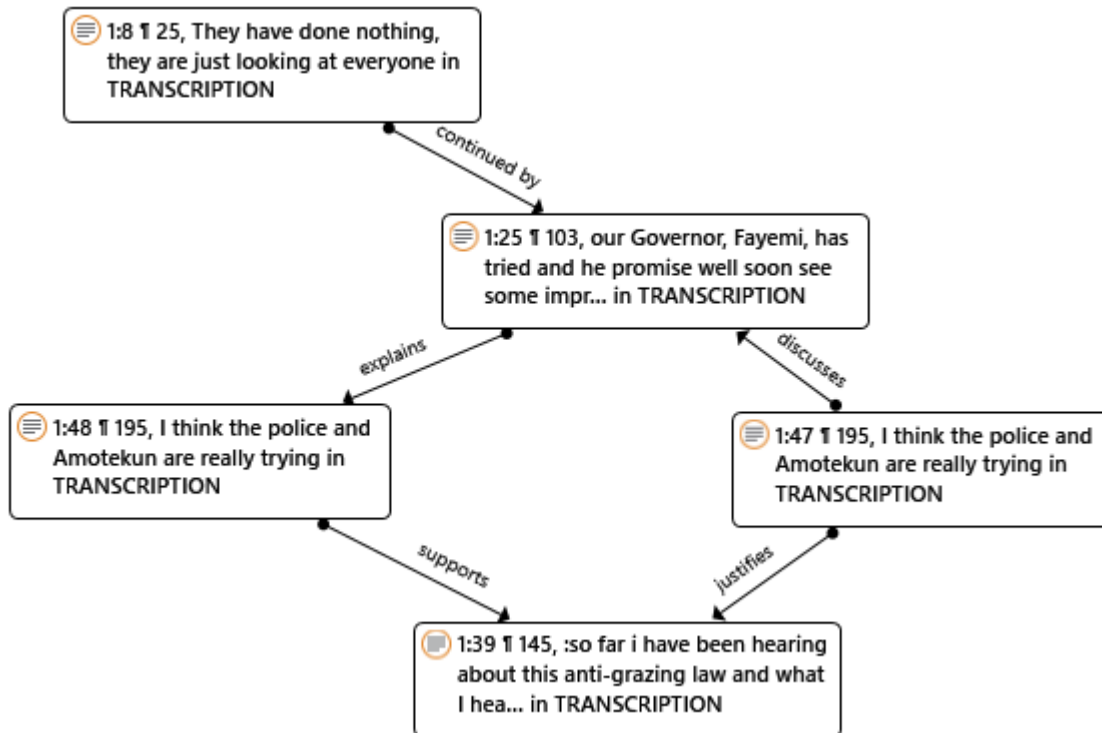 1:8 ¶ 25, They have done nothing,
they are just looking at everyone in
TRANSCRIPTION
continued by
1:25 ¶ 103, our Governor, Fayemi, has
tried and he promise well soon see
some impr... in TRANSCRIPTION
explains
discusses
1:48 ¶ 195, I think the police and
Amotekun are really trying in
TRANSCRIPTION
1:47 ¶ 195, I think the police and
Amotekun are really trying in
TRANSCRIPTION
supports
justifies
1:39 ¶ 145, :so far i have been hearing
about this anti-grazing law and what
I hea... in TRANSCRIPTION